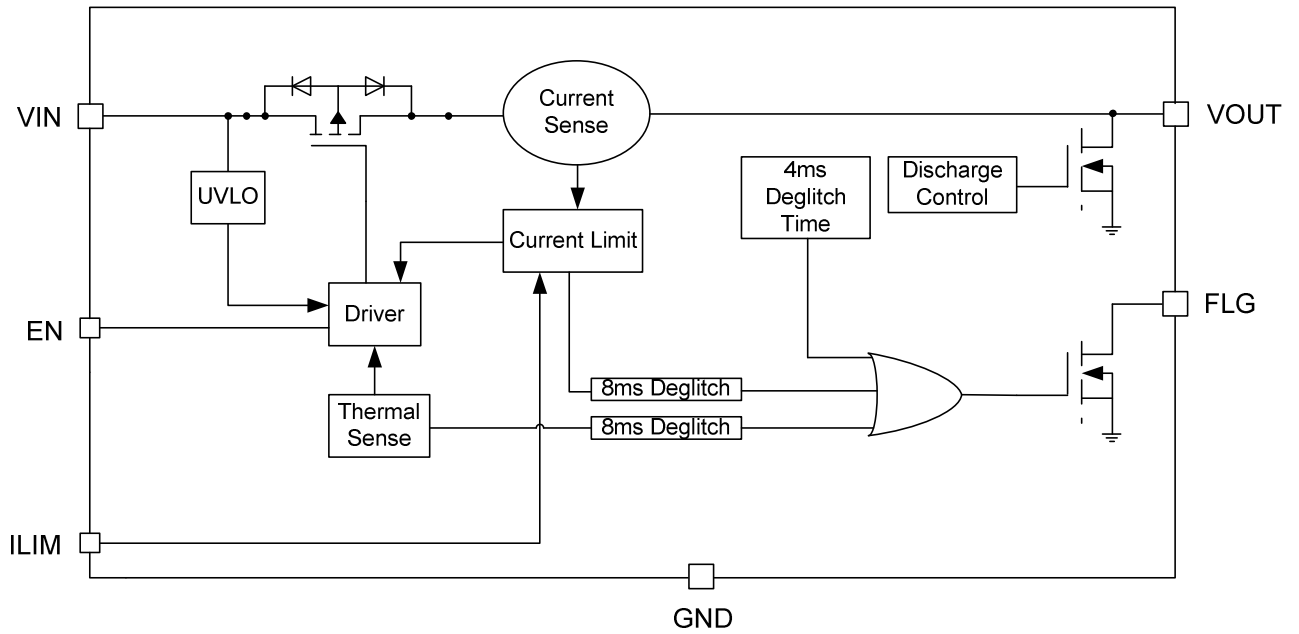 VIN
Current
Sense
VOUT
UVLO
4ms
Deglitch
Time
Discharge
Control
Current Limit
Driver
EN
FLG
8ms Deglitch
Thermal
Sense
8ms Deglitch
ILIM
GND